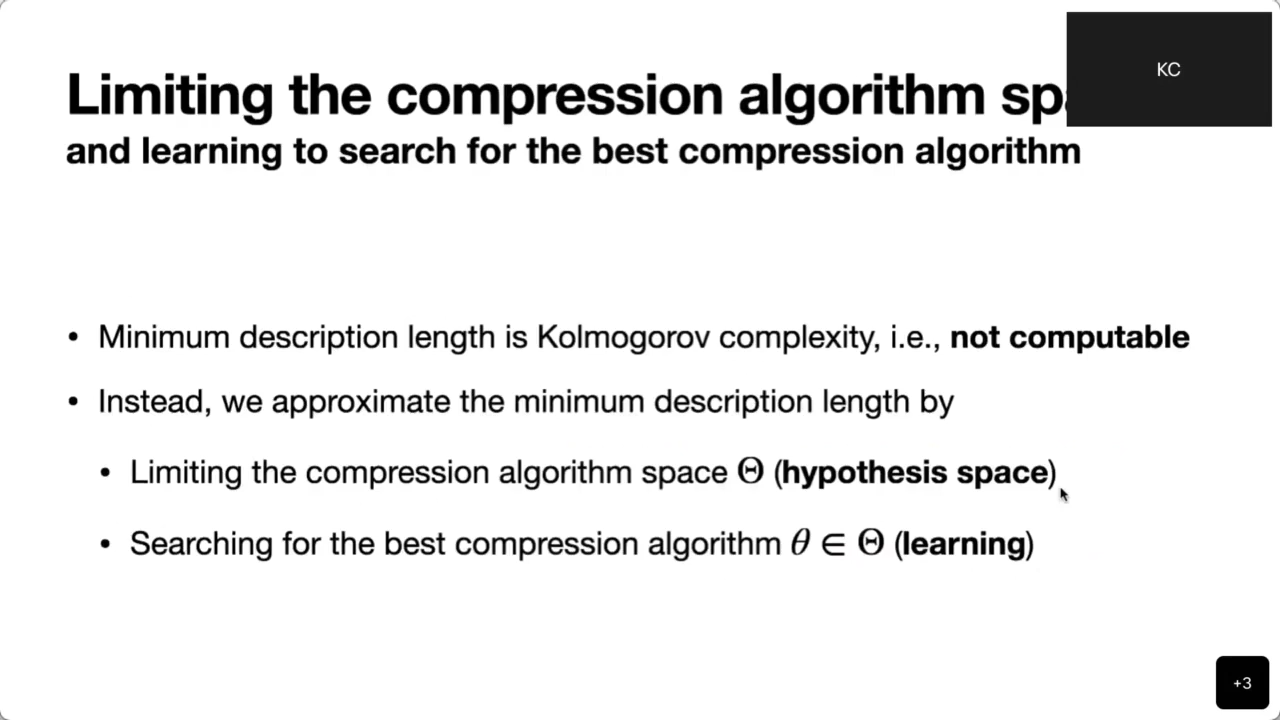 Limiting the compression algorithm
KC
and learning to search for the best compression algorithm
• Minimum description length is Kolmogorov complexity, i.e., not computable
• Instead, we approximate the minimum description length by
• Limiting the compression algorithm space Θ (hypothesis space)
• Searching for the best compression algorithm θ ∈ Θ (learning)
+3